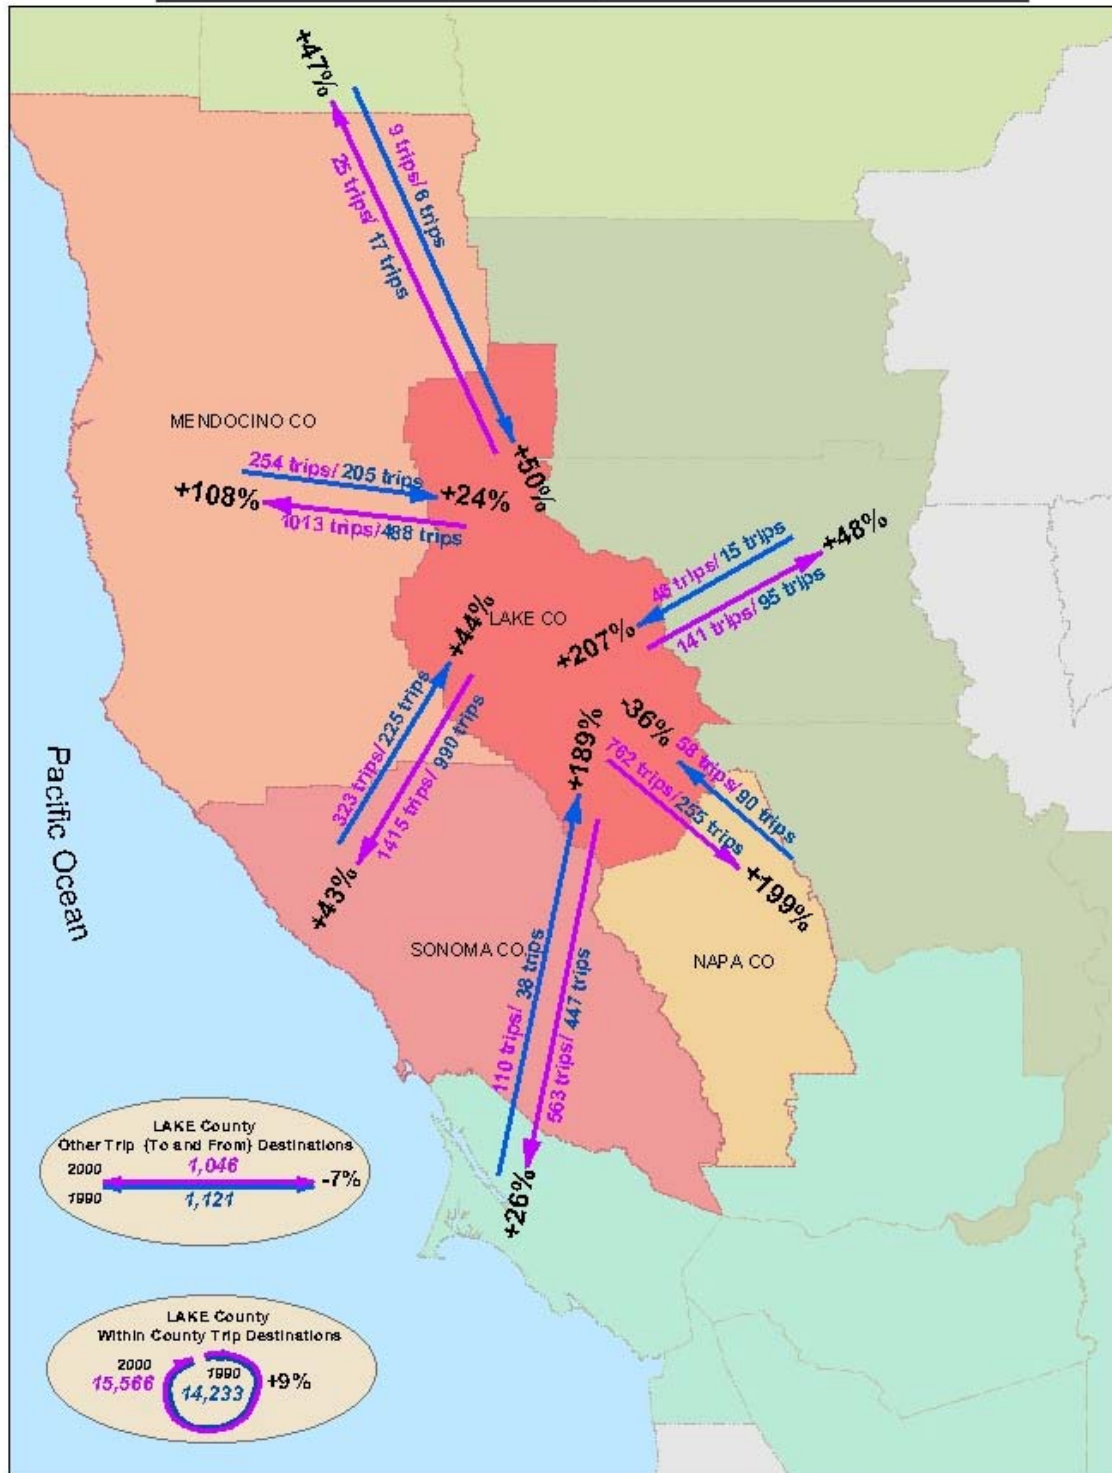 +47%
9 trips/ 6 trips
25 trips/ 17 trips
+50%
MENDOCINO CO
254 trips/ 205 trips
+24%
+108%
1013 trips/488 trips
+48%
46 trips/ 15 trips
141 trips/ 95 trips
+207%
LAKE CO
+44%
323 trips/ 225 trips
1415 trips/ 990 trips
+43%
-36%
58 trips/ 90 trips
762 trips/ 255 trips
+199%
+189%
110 trips/ 38 trips
563 trips/ 447 trips
+26%
SONOMA CO.
NAPA CO
Pacific Ocean
LAKE County
Other Trip (To and From) Destinations
2000 1,046
-7%
1990 1,121
LAKE County
Within County Trip Destinations
2000 15,566
1990 14,233
+9%